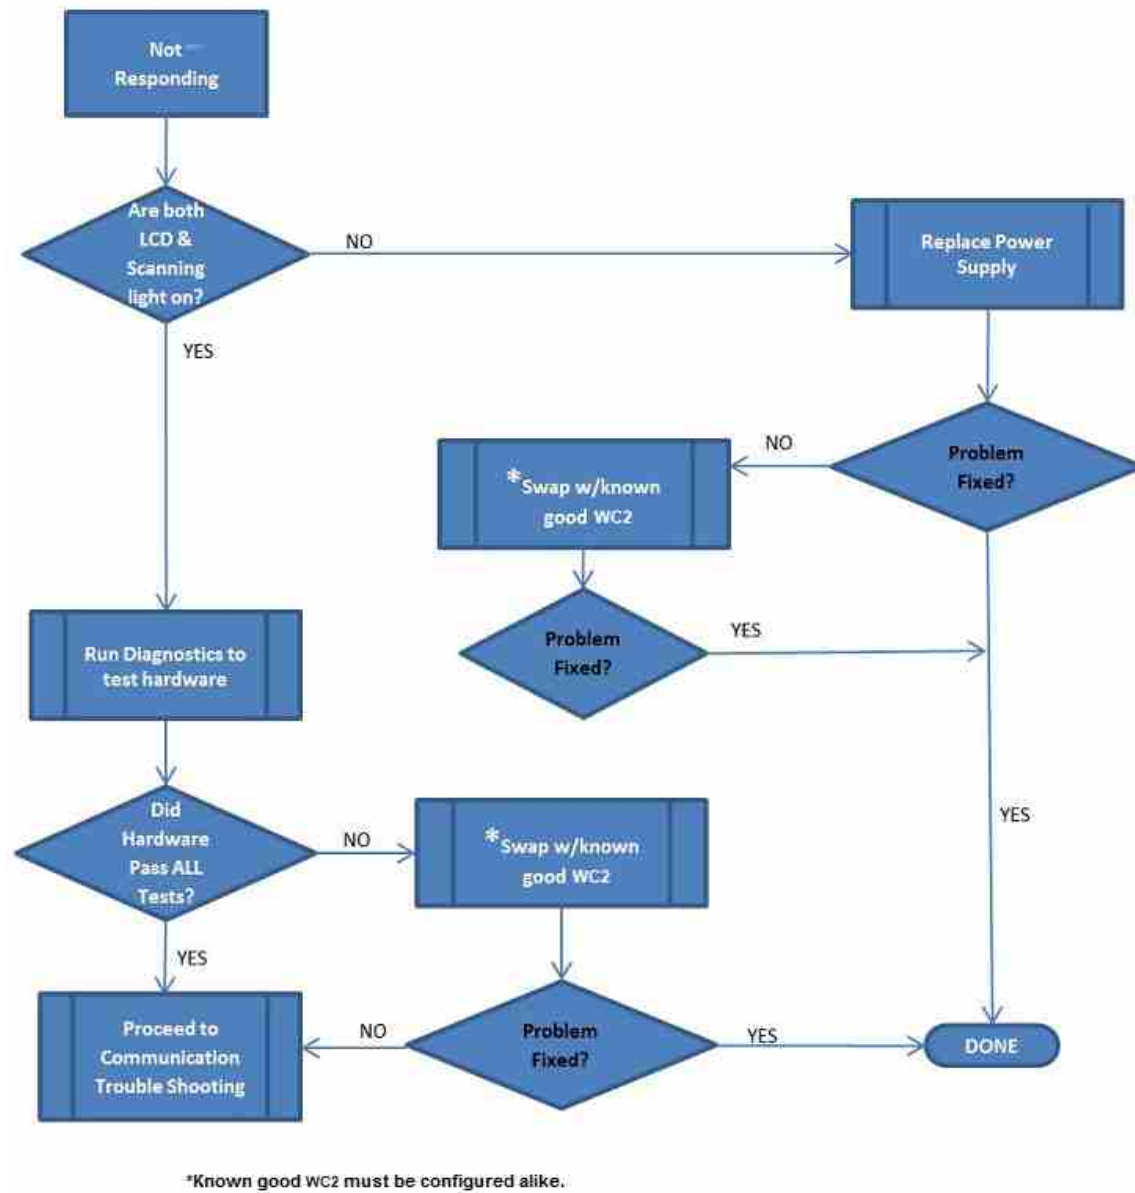 Not
Responding
Are both
LCD &
Scanning
light on?
NO
Replace Power
Supply
YES
Problem
Fixed?
NO
*Swap w/known
good WC2
Problem
Fixed?
YES
Run Diagnostics to
test hardware
YES
Did
Hardware
Pass ALL
Tests?
NO
*Swap w/known
good WC2
YES
Proceed to
Communication
Trouble Shooting
NO
Problem
Fixed?
YES
DONE
*Known good WC2 must be configured alike.